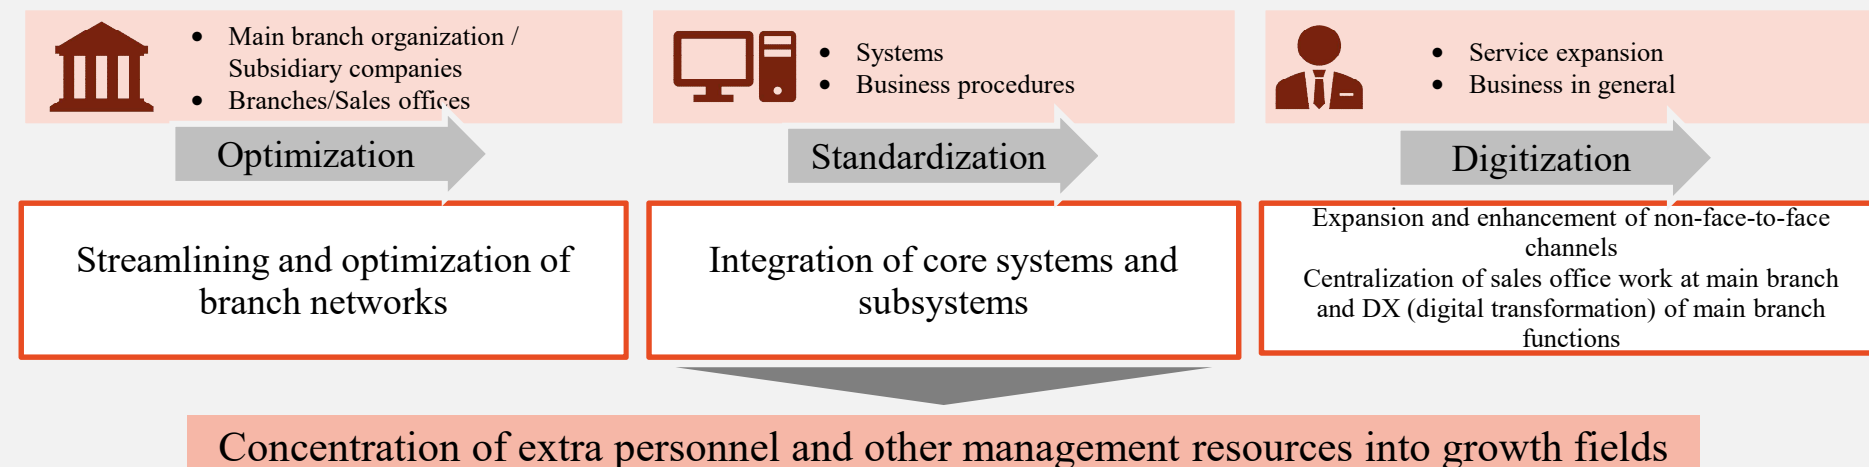 • Main branch organization /
Subsidiary companies
• Branches/Sales offices
Optimization
Streamlining and optimization of
branch networks
• Systems
• Business procedures
Standardization
Integration of core systems and
subsystems
• Service expansion
• Business in general
Digitization
Expansion and enhancement of non-face-to-face
channels
Centralization of sales office work at main branch
and DX (digital transformation) of main branch
functions
Concentration of extra personnel and other management resources into growth fields